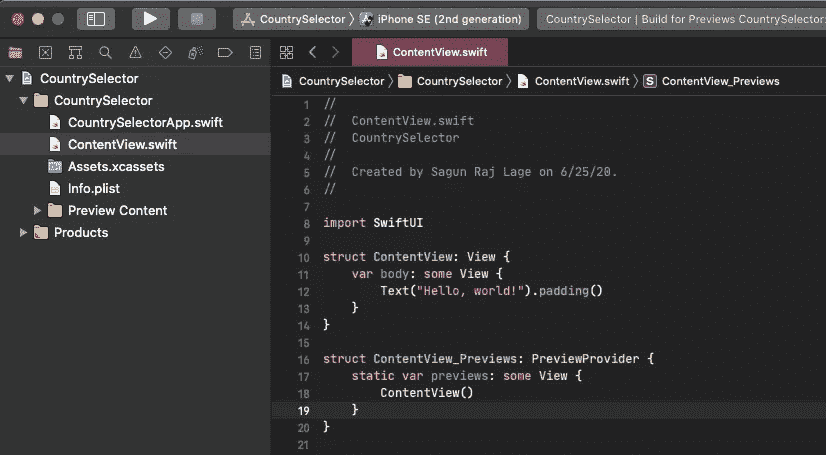 CountrySelector
iPhone SE (2nd generation)
CountrySelector | Build for Previews CountrySelector:
ContentView.swift
CountrySelector
CountrySelector
CountrySelectorApp.swift
ContentView.swift
Assets.xcassets
Info.plist
Preview Content
Products
CountrySelector
CountrySelector
ContentView.swift
S
ContentView_Previews
1 //
2 //  ContentView.swift
3 //  CountrySelector
4 //
5 //  Created by Sagun Raj Lage on 6/25/20.
6 //
7
8 import SwiftUI
9
10 struct ContentView: View {
11     var body: some View {
12         Text("Hello, world!").padding()
13     }
14 }
15
16 struct ContentView_Previews: PreviewProvider {
17     static var previews: some View {
18         ContentView()
19     }
20 }
21